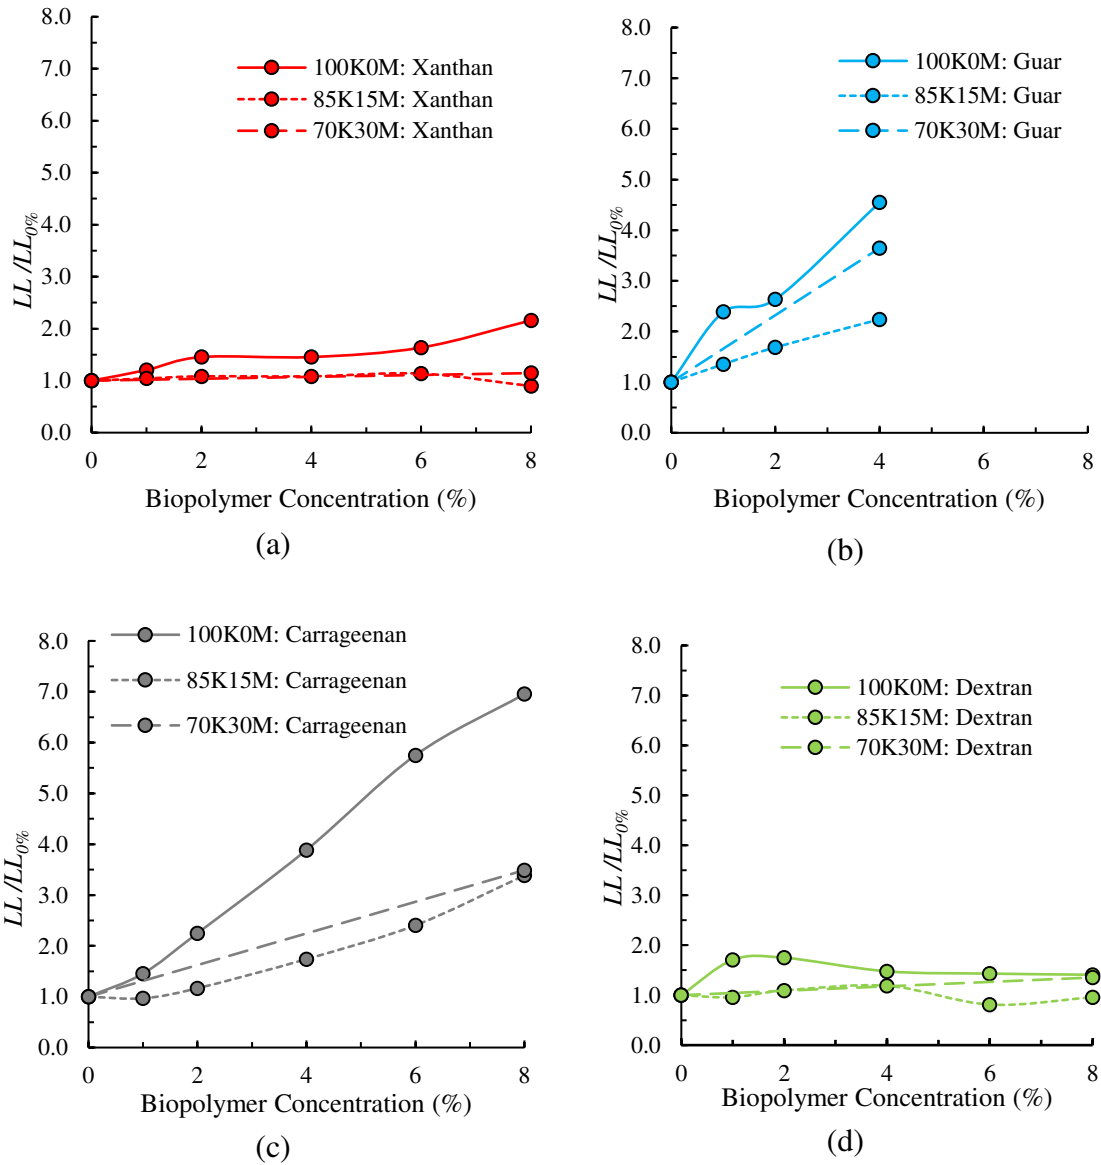 8.0
7.0
6.0
5.0
4.0
3.0
2.0
1.0
0.0
LL/LL0%
100K0M: Xanthan
85K15M: Xanthan
70K30M: Xanthan
0 2 4 6 8
Biopolymer Concentration (%)
(a)
8.0
7.0
6.0
5.0
4.0
3.0
2.0
1.0
0.0
LL/LL0%
100K0M: Guar
85K15M: Guar
70K30M: Guar
0 2 4 6 8
Biopolymer Concentration (%)
(b)
8.0
7.0
6.0
5.0
4.0
3.0
2.0
1.0
0.0
LL/LL0%
100K0M: Carrageenan
85K15M: Carrageenan
70K30M: Carrageenan
0 2 4 6 8
Biopolymer Concentration (%)
(c)
8.0
7.0
6.0
5.0
4.0
3.0
2.0
1.0
0.0
LL/LL0%
100K0M: Dextran
85K15M: Dextran
70K30M: Dextran
0 2 4 6 8
Biopolymer Concentration (%)
(d)